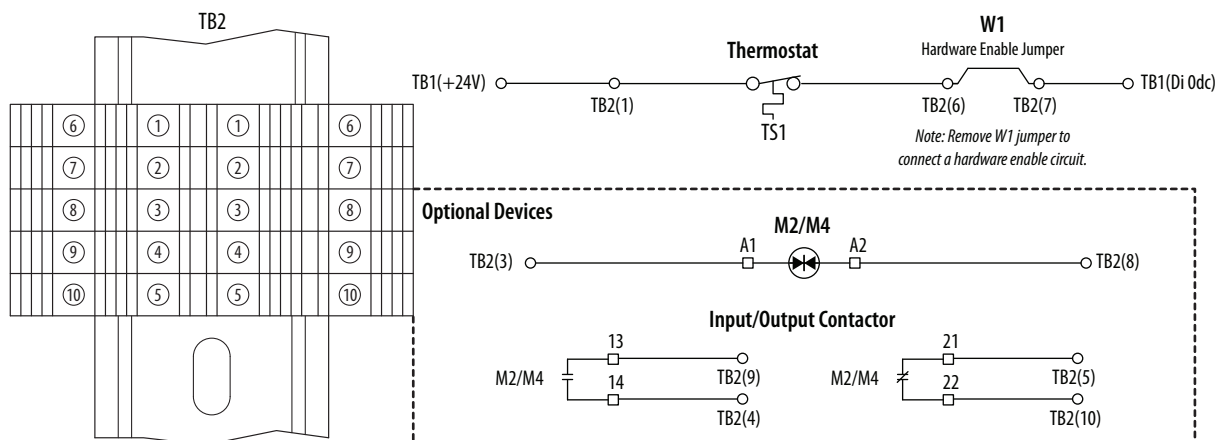 TB2
⑥ ① ① ⑥
⑦ ② ② ⑦
⑧ ③ ③ ⑧
⑨ ④ ④ ⑨
⑩ ⑤ ⑤ ⑩
W1
Hardware Enable Jumper
Thermostat
TB1(+24V)
TB2(1)
TS1
TB2(6)
TB2(7)
TB1(Di 0dc)
Note: Remove W1 jumper to
connect a hardware enable circuit.
Optional Devices
M2/M4
TB2(3)
A1
A2
TB2(8)
Input/Output Contactor
M2/M4
13
14
TB2(9)
TB2(4)
M2/M4
21
22
TB2(5)
TB2(10)